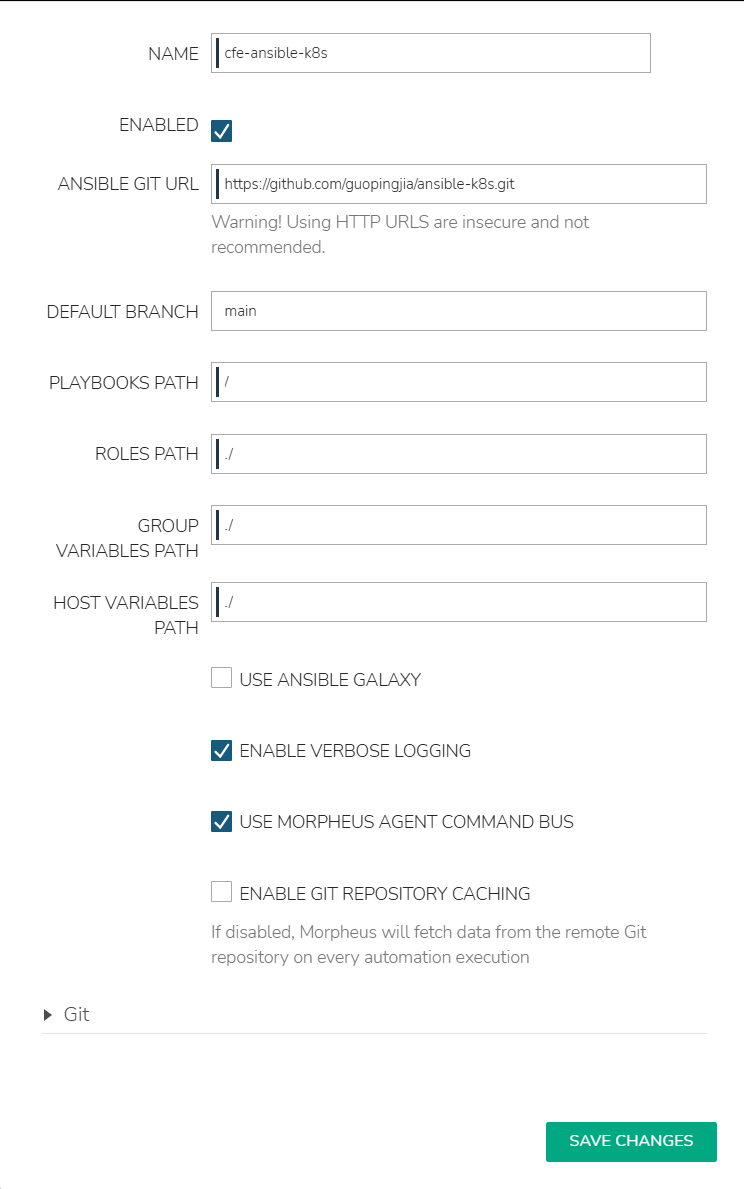 NAME
cfe-ansible-k8s
ENABLED
ANSIBLE GIT URL
https://github.com/guopingjia/ansible-k8s.git
Warning! Using HTTP URLS are insecure and not
recommended.
DEFAULT BRANCH
main
PLAYBOOKS PATH
/
ROLES PATH
./
GROUP
VARIABLES PATH
./
HOST VARIABLES
PATH
./
USE ANSIBLE GALAXY
ENABLE VERBOSE LOGGING
USE MORPHEUS AGENT COMMAND BUS
ENABLE GIT REPOSITORY CACHING
If disabled, Morpheus will fetch data from the remote Git
repository on every automation execution
Git
SAVE CHANGES